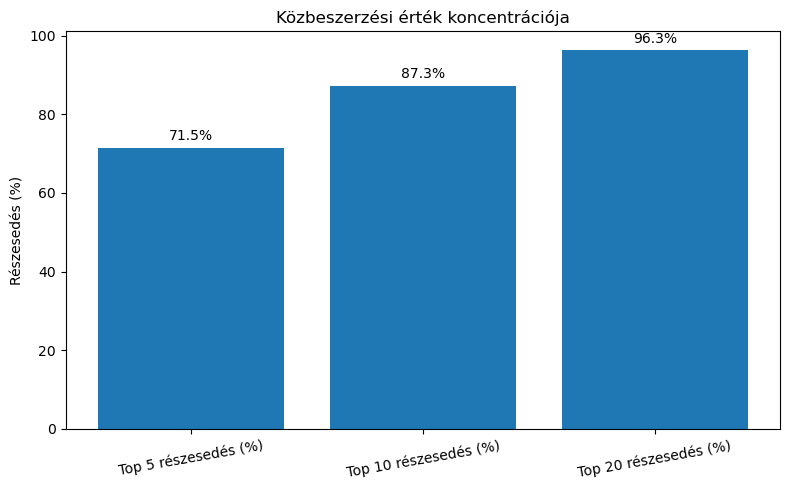 Közbeszerzési érték koncentrációja
Részesedés (%)
100
80
60
40
20
0
71.5%
87.3%
96.3%
Top 5 részesedés (%)
Top 10 részesedés (%)
Top 20 részesedés (%)